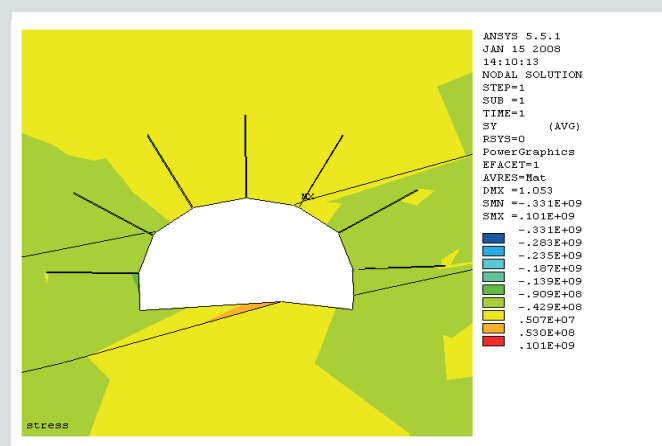 ANSYS 5.5.1
JAN 15 2008
14:10:13
NODAL SOLUTION
STEP=1
SUB =1
TIME=1
SY (AVG)
RSYS=0
PowerGraphics
EFACET=1
AVRES=Mat
DMX =1.053
SMN =-.331E+09
SMX =.101E+09
-.331E+09
-.283E+09
-.235E+09
-.187E+09
-.139E+09
-.909E+08
-.429E+08
.507E+07
.530E+08
.101E+09
MX
stress